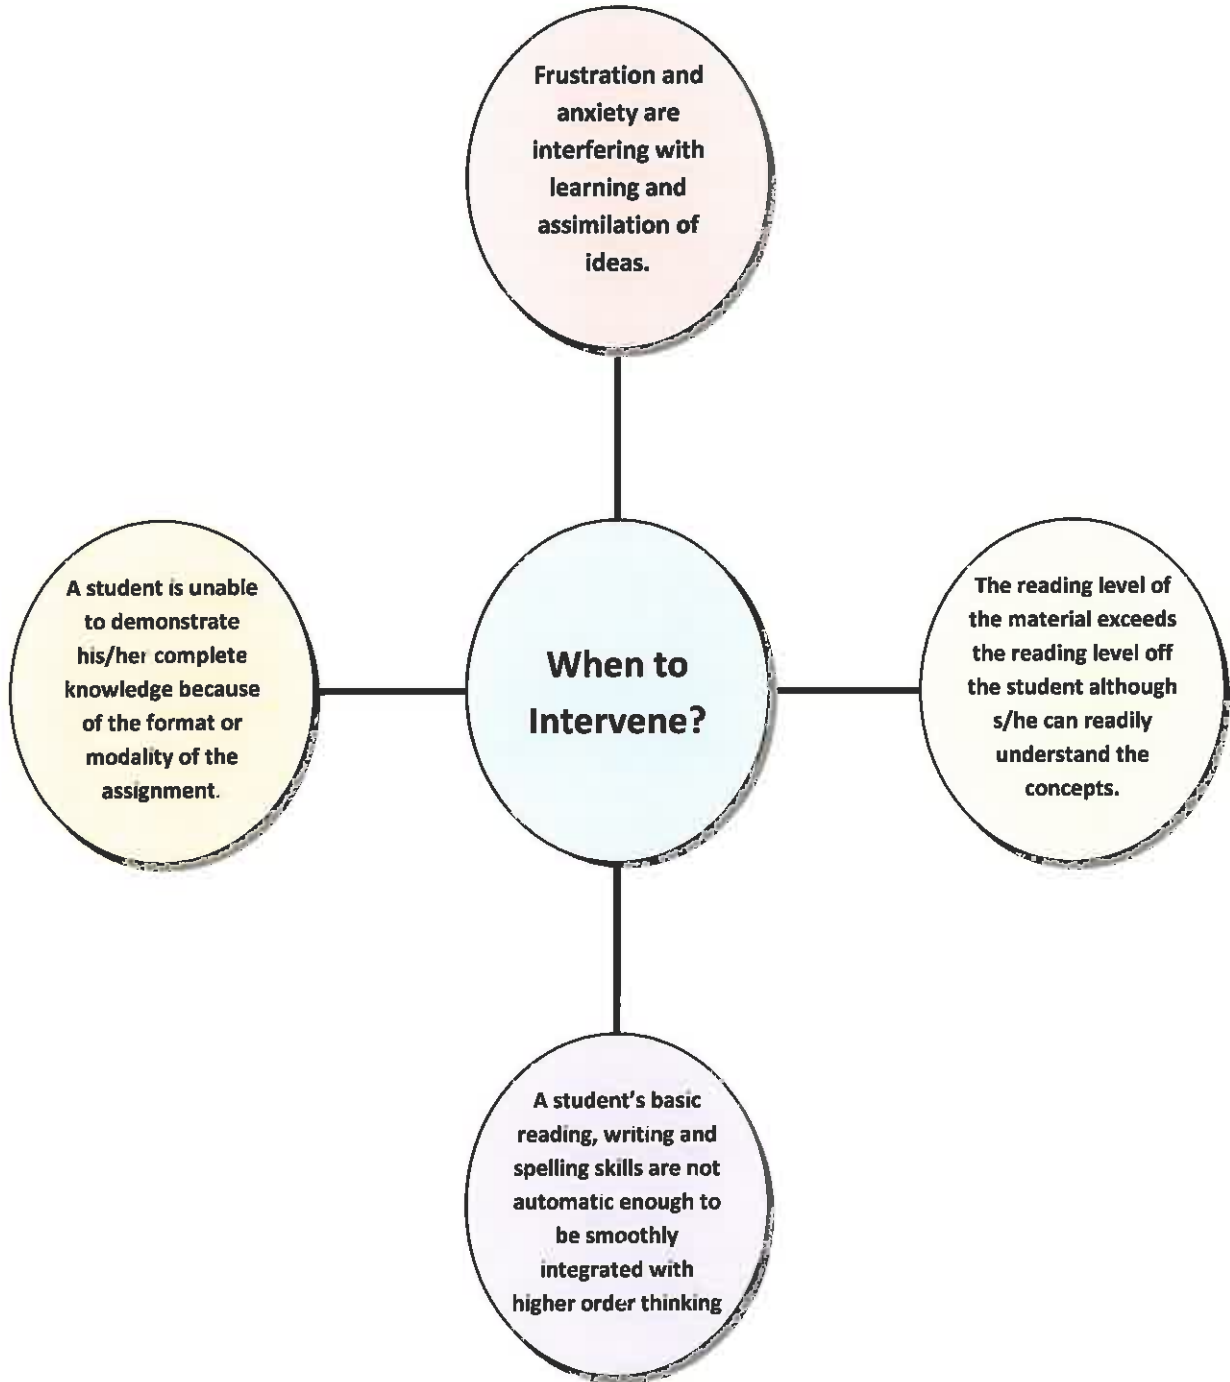 Frustration and
anxiety are
interfering with
learning and
assimilation of
ideas.
A student is unable
to demonstrate
his/her complete
knowledge because
of the format or
modality of the
assignment.
When to
Intervene?
The reading level of
the material exceeds
the reading level off
the student although
s/he can readily
understand the
concepts.
A student's basic
reading, writing and
spelling skills are not
automatic enough to
be smoothly
integrated with
higher order thinking